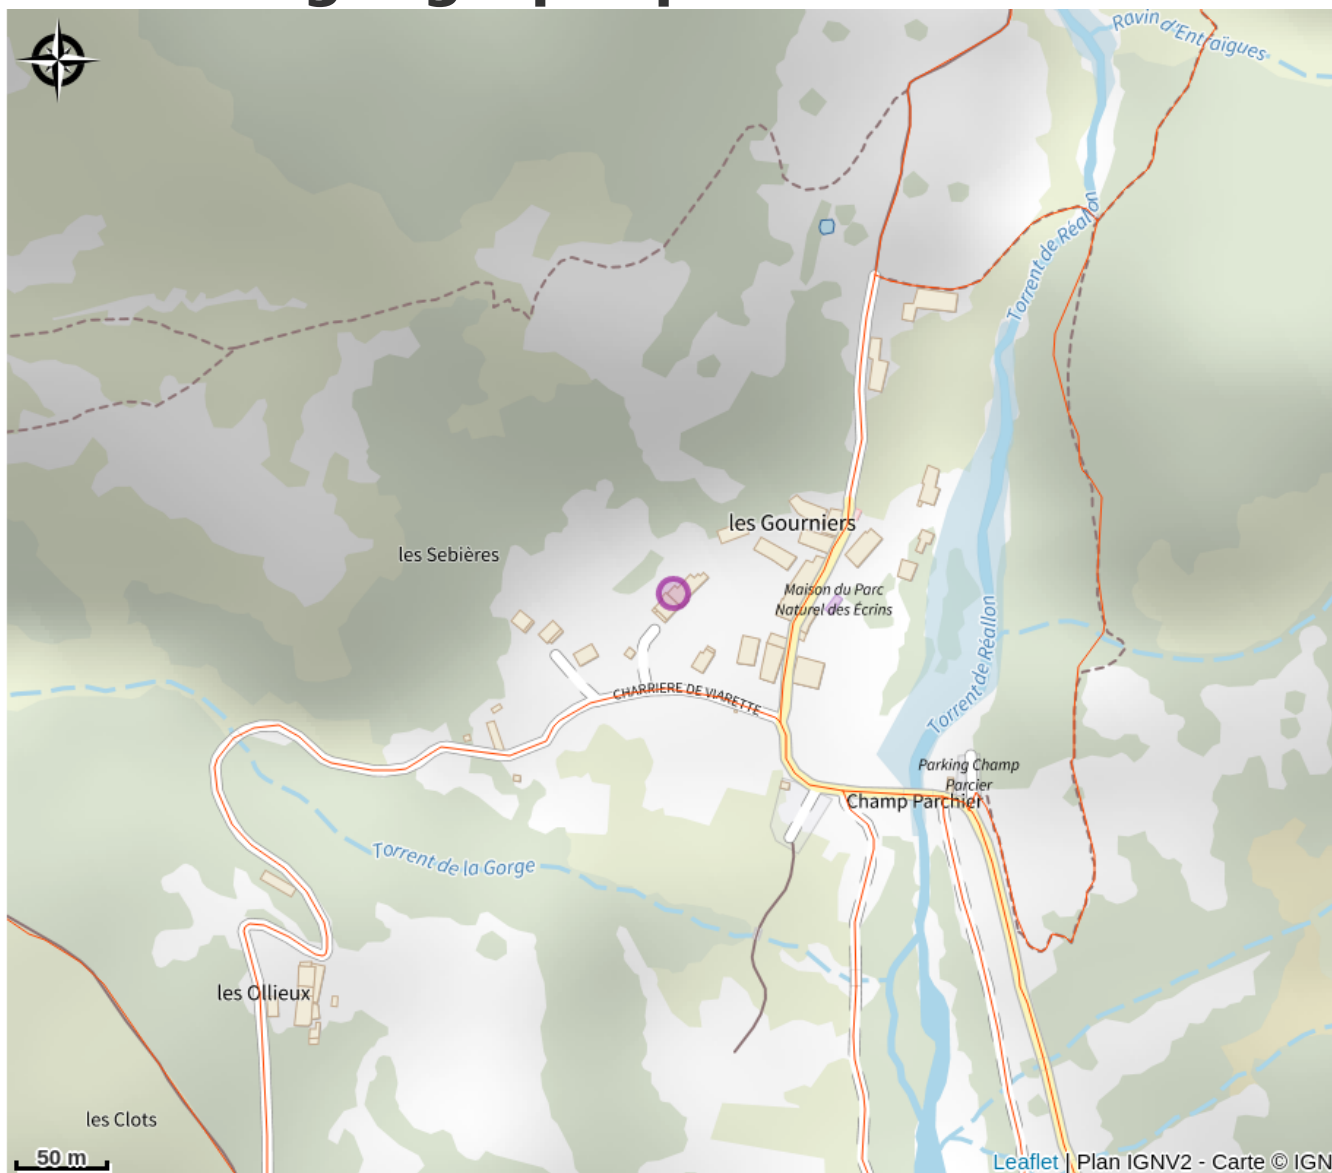 Ravin d'Entraigues
Torrent de Réallon
les Gourniers
les Sebières
Maison du Parc
Naturel des Écrins
Torrent de Réallon
CHARRIERE DE VIARETTE
Parking Champ
Parcier
Champ Parchier
Torrent de la Gorge
les Ollieux
les Clots
50 m
Leaflet | Plan IGNV2 - Carte © IGN